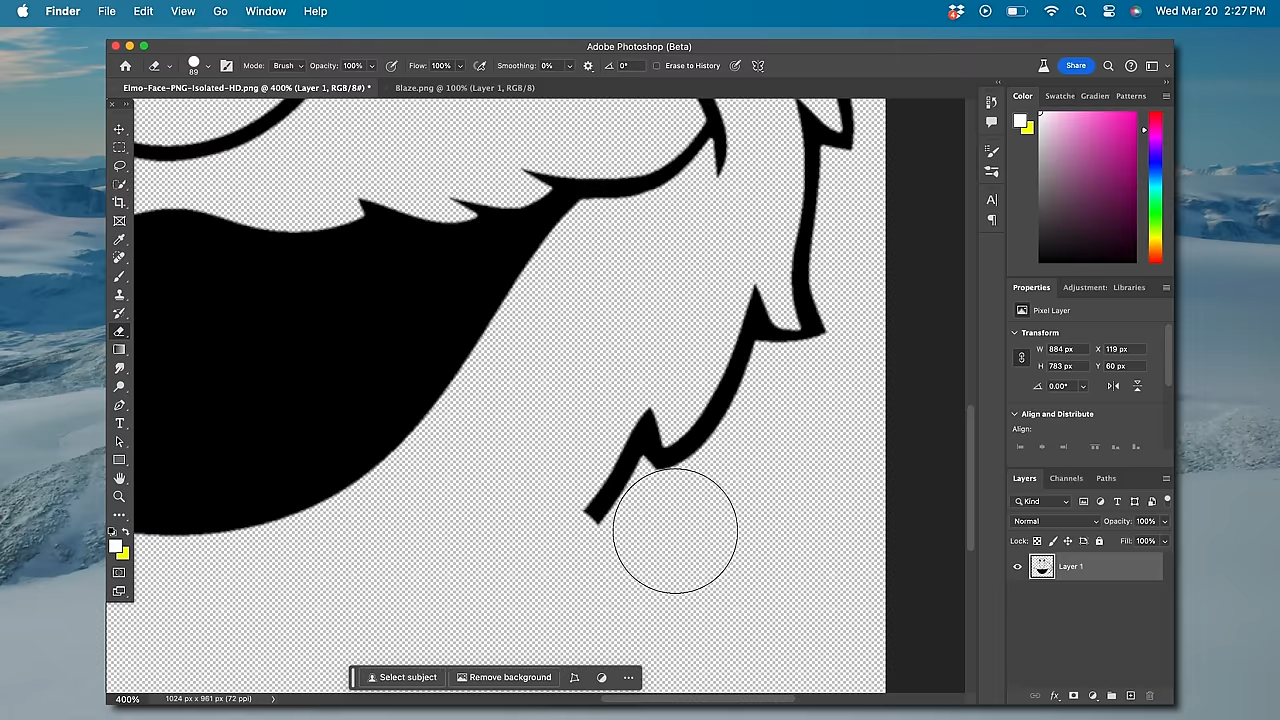 Finder File Edit View Go Window Help
4 Wed Mar 20 2:27 PM
Adobe Photoshop (Beta)
89 Mode: Brush Opacity: 100% Flow: 100% Smoothing: 0% 0° Erase to History Share
Elmo-Face-PNG-Isolated-HD.png @ 400% (Layer 1, RGB/8#) * Blaze.png @ 100% (Layer 1, RGB/8)
Color Swatche Gradien Patterns
Properties Adjustment: Libraries
Pixel Layer
Transform
W 884 px X 119 px
H 783 px Y 60 px
0.00°
Align and Distribute
Align:
Layers Channels Paths
Kind
Normal Opacity: 100%
Lock: Fill: 100%
Layer 1
Select subject Remove background
400% 1024 px x 961 px (72 ppi)